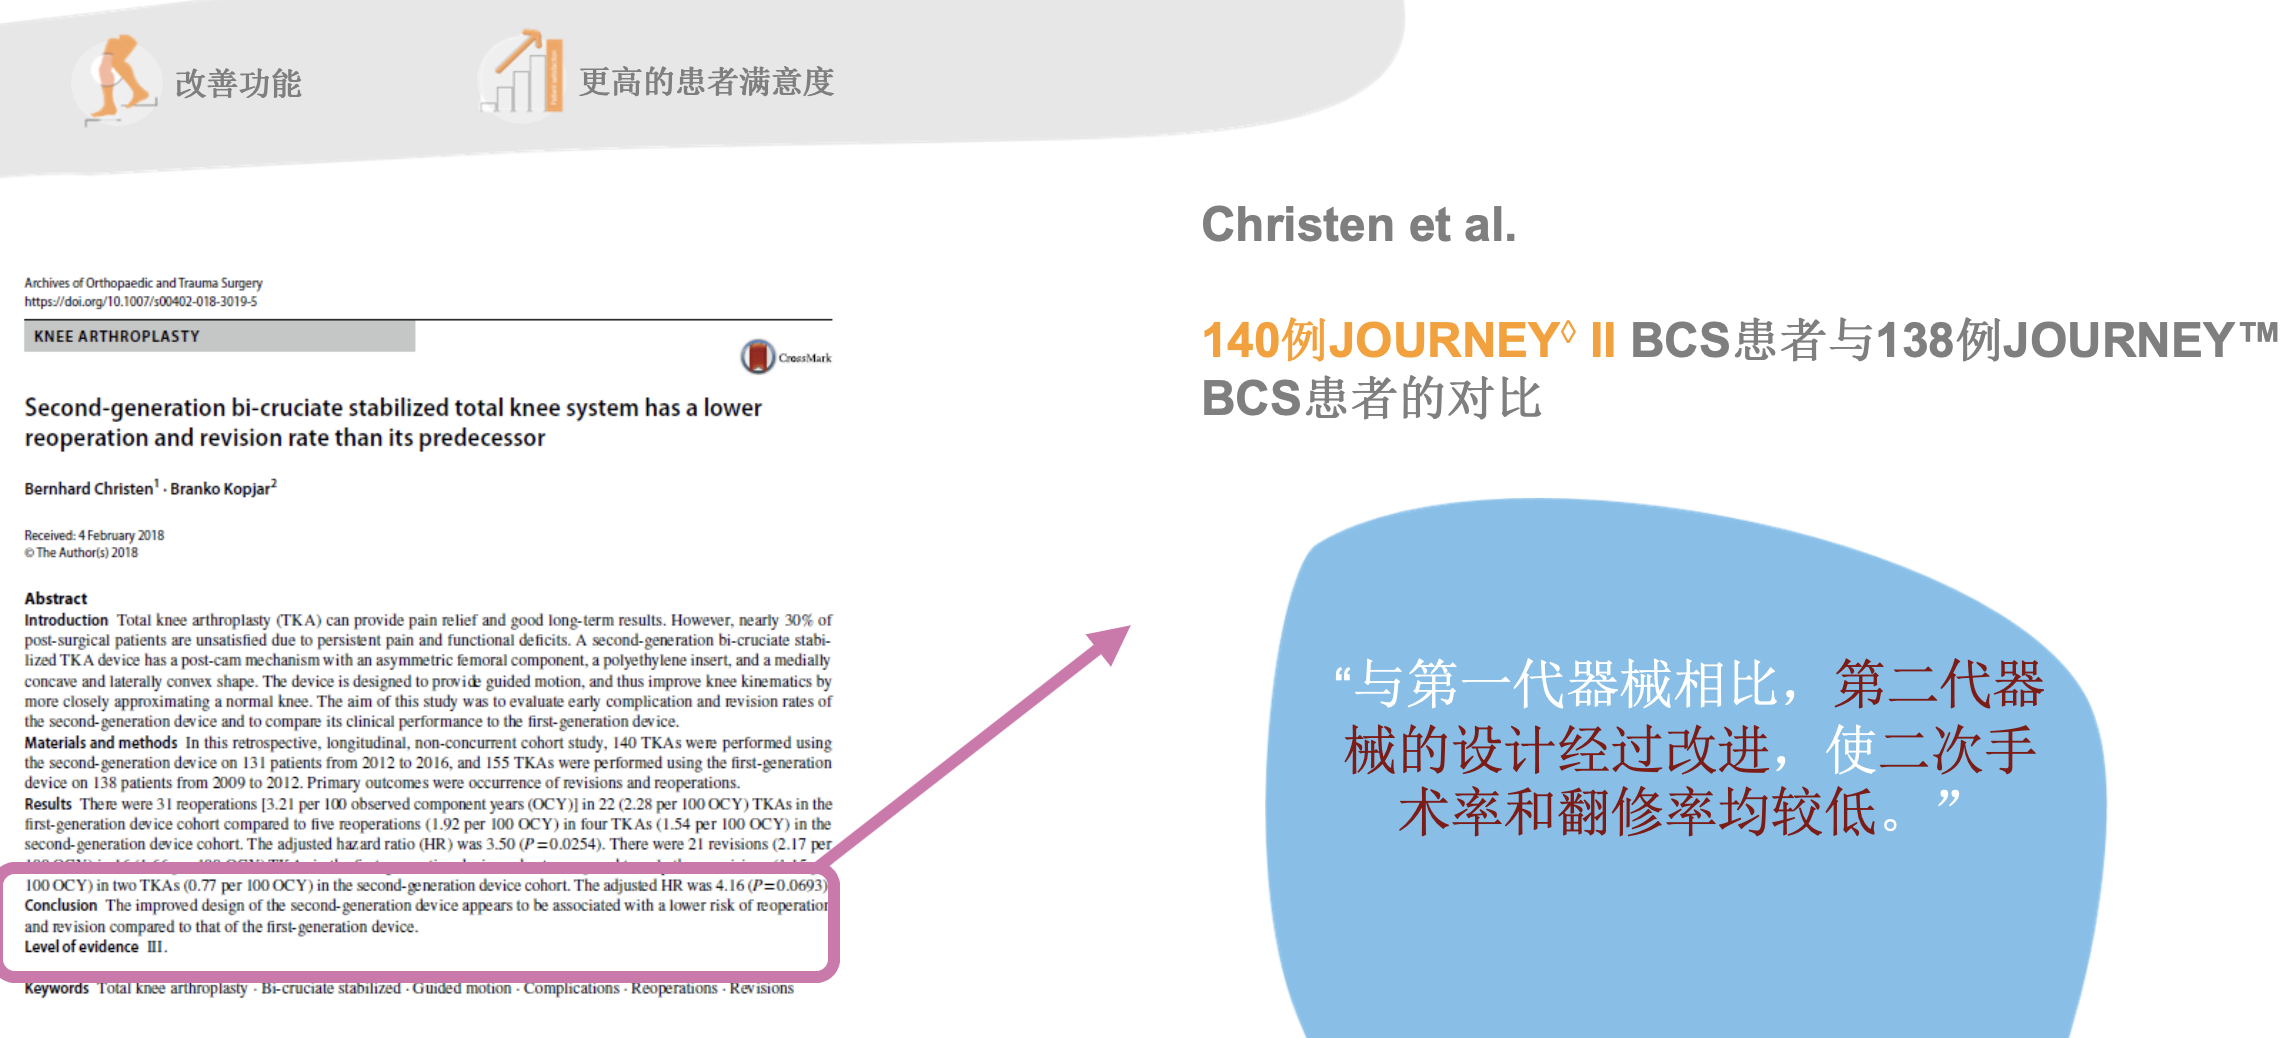 改善功能
更高的患者满意度
Archives of Orthopaedic and Trauma Surgery
https://doi.org/10.1007/s00402-018-3019-5
KNEE ARTHROPLASTY
CrossMark
Second-generation bi-cruciate stabilized total knee system has a lower
reoperation and revision rate than its predecessor
Bernhard Christen1 · Branko Kopjar2
Received: 4 February 2018
© The Author(s) 2018
Abstract
Introduction Total knee arthroplasty (TKA) can provide pain relief and good long-term results. However, nearly 30% of
post-surgical patients are unsatisfied due to persistent pain and functional deficits. A second-generation bi-cruciate stabi-
lized TKA device has a post-cam mechanism with an asymmetric femoral component, a polyethylene insert, and a medially
concave and laterally convex shape. The device is designed to provide guided motion, and thus improve knee kinematics by
more closely approximating a normal knee. The aim of this study was to evaluate early complication and revision rates of
the second-generation device and to compare its clinical performance to the first-generation device.
Materials and methods In this retrospective, longitudinal, non-concurrent cohort study, 140 TKAs were performed using
the second-generation device on 131 patients from 2012 to 2016, and 155 TKAs were performed using the first-generation
device on 138 patients from 2009 to 2012. Primary outcomes were occurrence of revisions and reoperations.
Results There were 31 reoperations [3.21 per 100 observed component years (OCY)] in 22 (2.28 per 100 OCY) TKAs in the
first-generation device cohort compared to five reoperations (1.92 per 100 OCY) in four TKAs (1.54 per 100 OCY) in the
second-generation device cohort. The adjusted hazard ratio (HR) was 3.50 (P=0.0254). There were 21 revisions (2.17 per
100 OCY) in two TKAs (0.77 per 100 OCY) in the second-generation device cohort. The adjusted HR was 4.16 (P=0.0693)
Conclusion The improved design of the second-generation device appears to be associated with a lower risk of reoperation
and revision compared to that of the first-generation device.
Level of evidence III.
Keywords Total knee arthroplasty · Bi-cruciate stabilized · Guided motion · Complications · Reoperations · Revisions
Christen et al.
140例JOURNEY◊ II BCS患者与138例JOURNEY™
BCS患者的对比
“与第一代器械相比，第二代器
械的设计经过改进，使二次手
术率和翻修率均较低。”